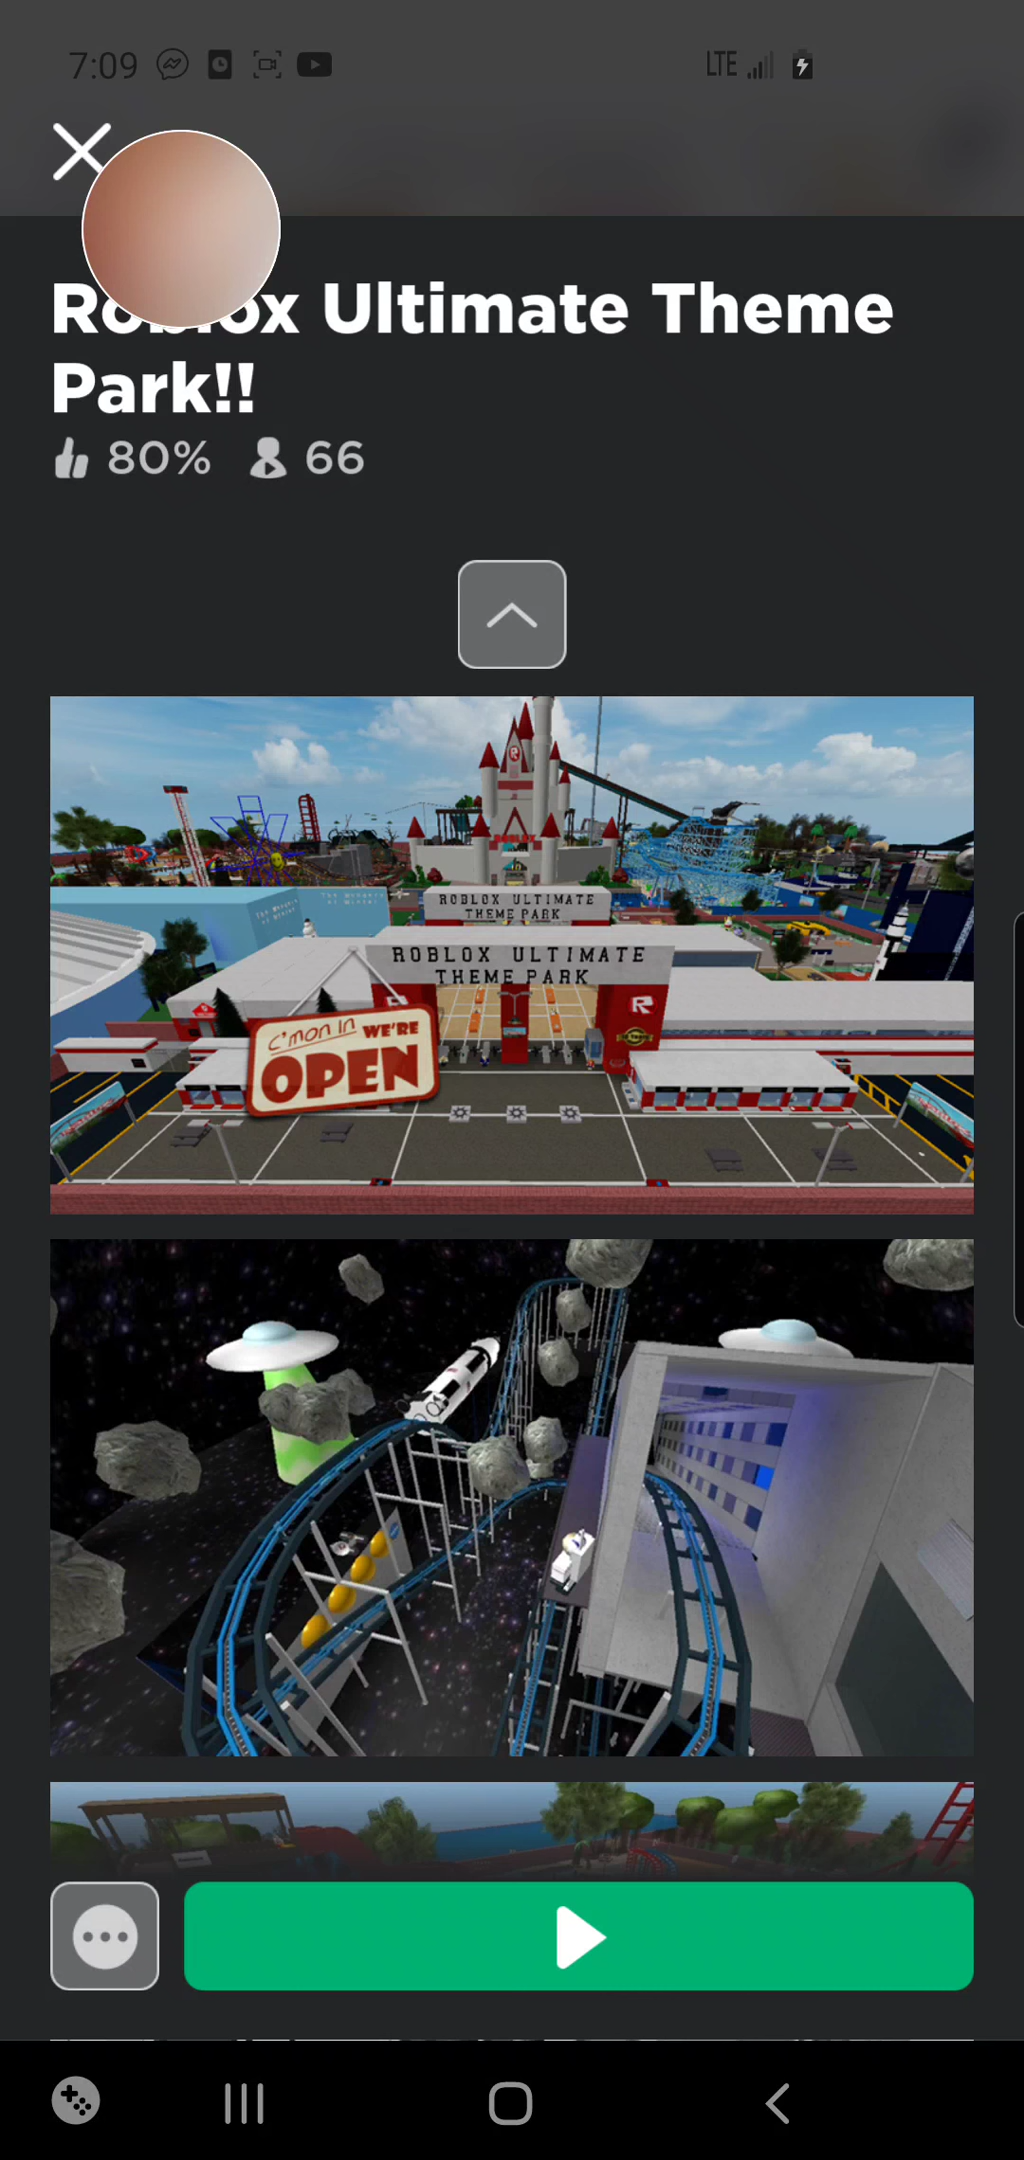 7:09 LTE
Roblox Ultimate Theme
Park!!
80% 66
ROBLOX ULTIMATE
THEME PARK
ROBLOX ULTIMATE
THEME PARK
c'mon in WE'RE
OPEN